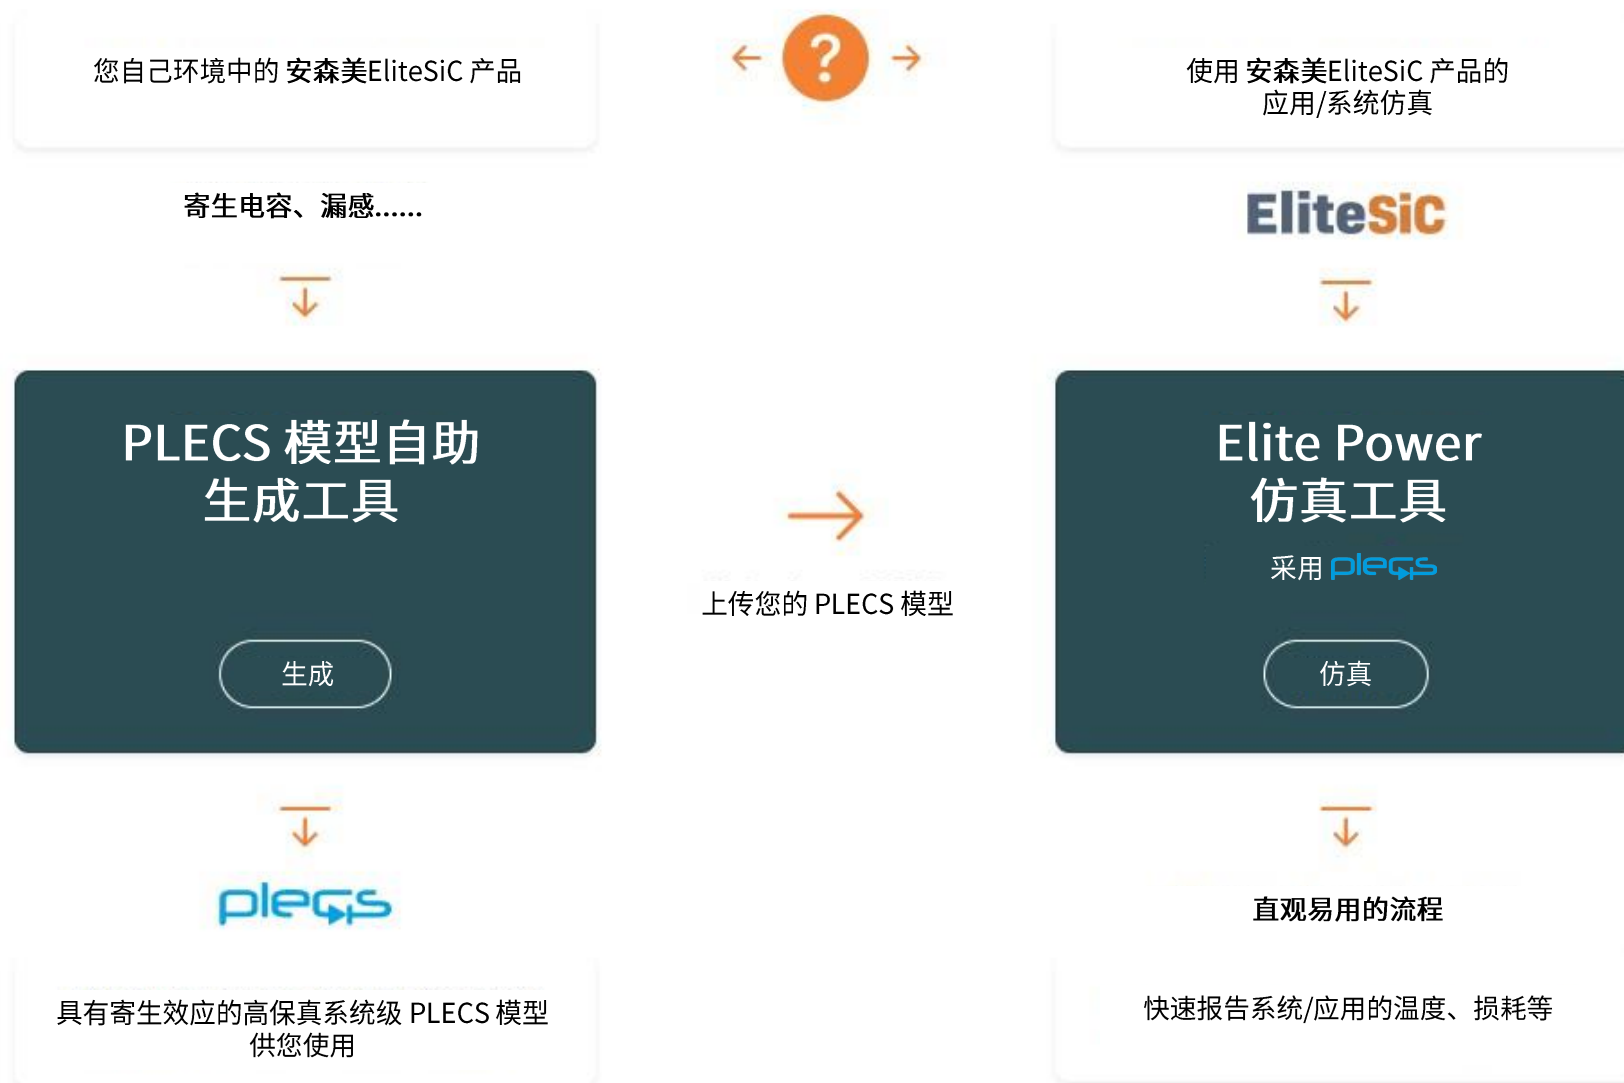 您自己环境中的 安森美EliteSiC 产品
寄生电容、漏感......
PLECS 模型自助
生成工具
生成
plecs
具有寄生效应的高保真系统级 PLECS 模型
供您使用
?
上传您的 PLECS 模型
使用 安森美EliteSiC 产品的
应用/系统仿真
EliteSiC
Elite Power
仿真工具
采用 plecs
仿真
直观易用的流程
快速报告系统/应用的温度、损耗等